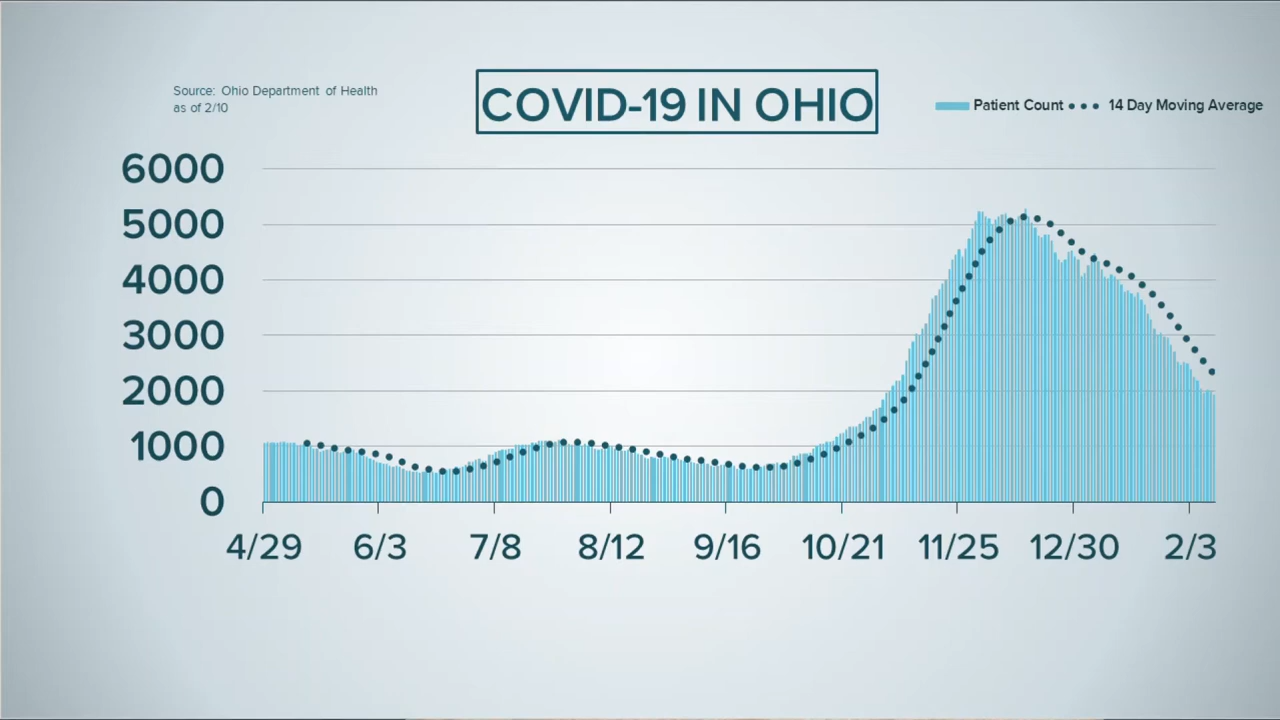 Source: Ohio Department of Health
as of 2/10
COVID-19 IN OHIO
Patient Count 14 Day Moving Average
6000
5000
4000
3000
2000
1000
0
4/29 6/3 7/8 8/12 9/16 10/21 11/25 12/30 2/3